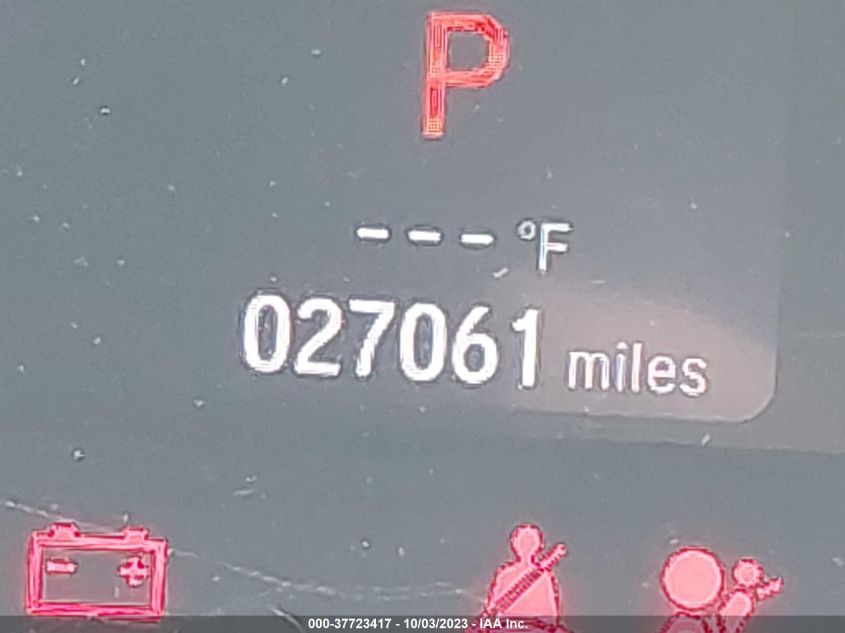 P
--- °F
027061 miles
000-37723417 - 10/03/2023 - IAA Inc.